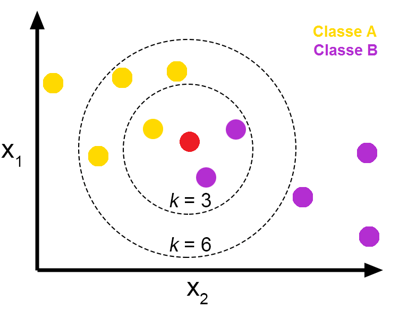 Classe A
Classe B
x1
k = 3
k = 6
x2